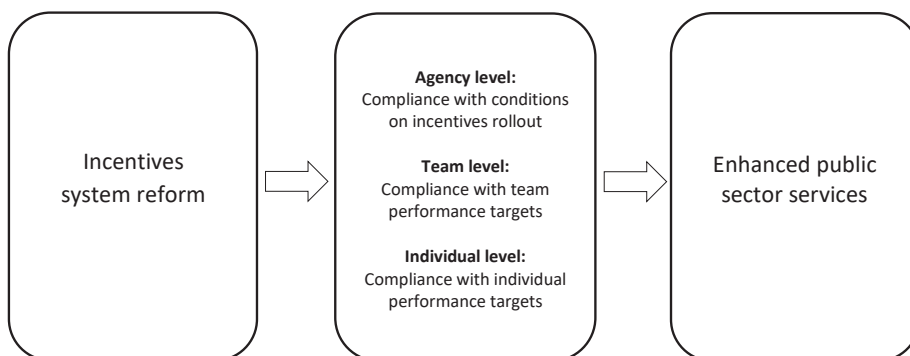 Incentives
system reform
Agency level:
Compliance with conditions
on incentives rollout
Team level:
Compliance with team
performance targets
Individual level:
Compliance with individual
performance targets
Enhanced public
sector services